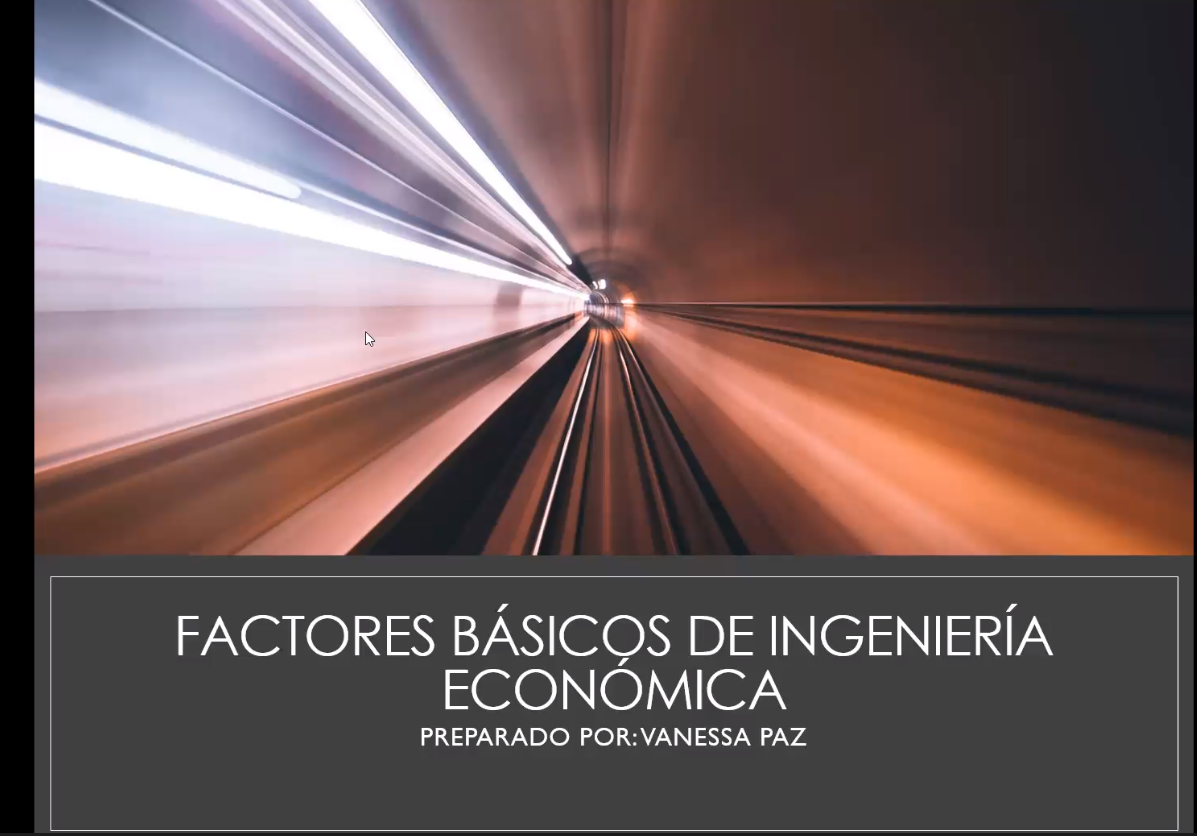 FACTORES BÁSICOS DE INGENIERÍA
ECONÓMICA
PREPARADO POR: VANESSA PAZ